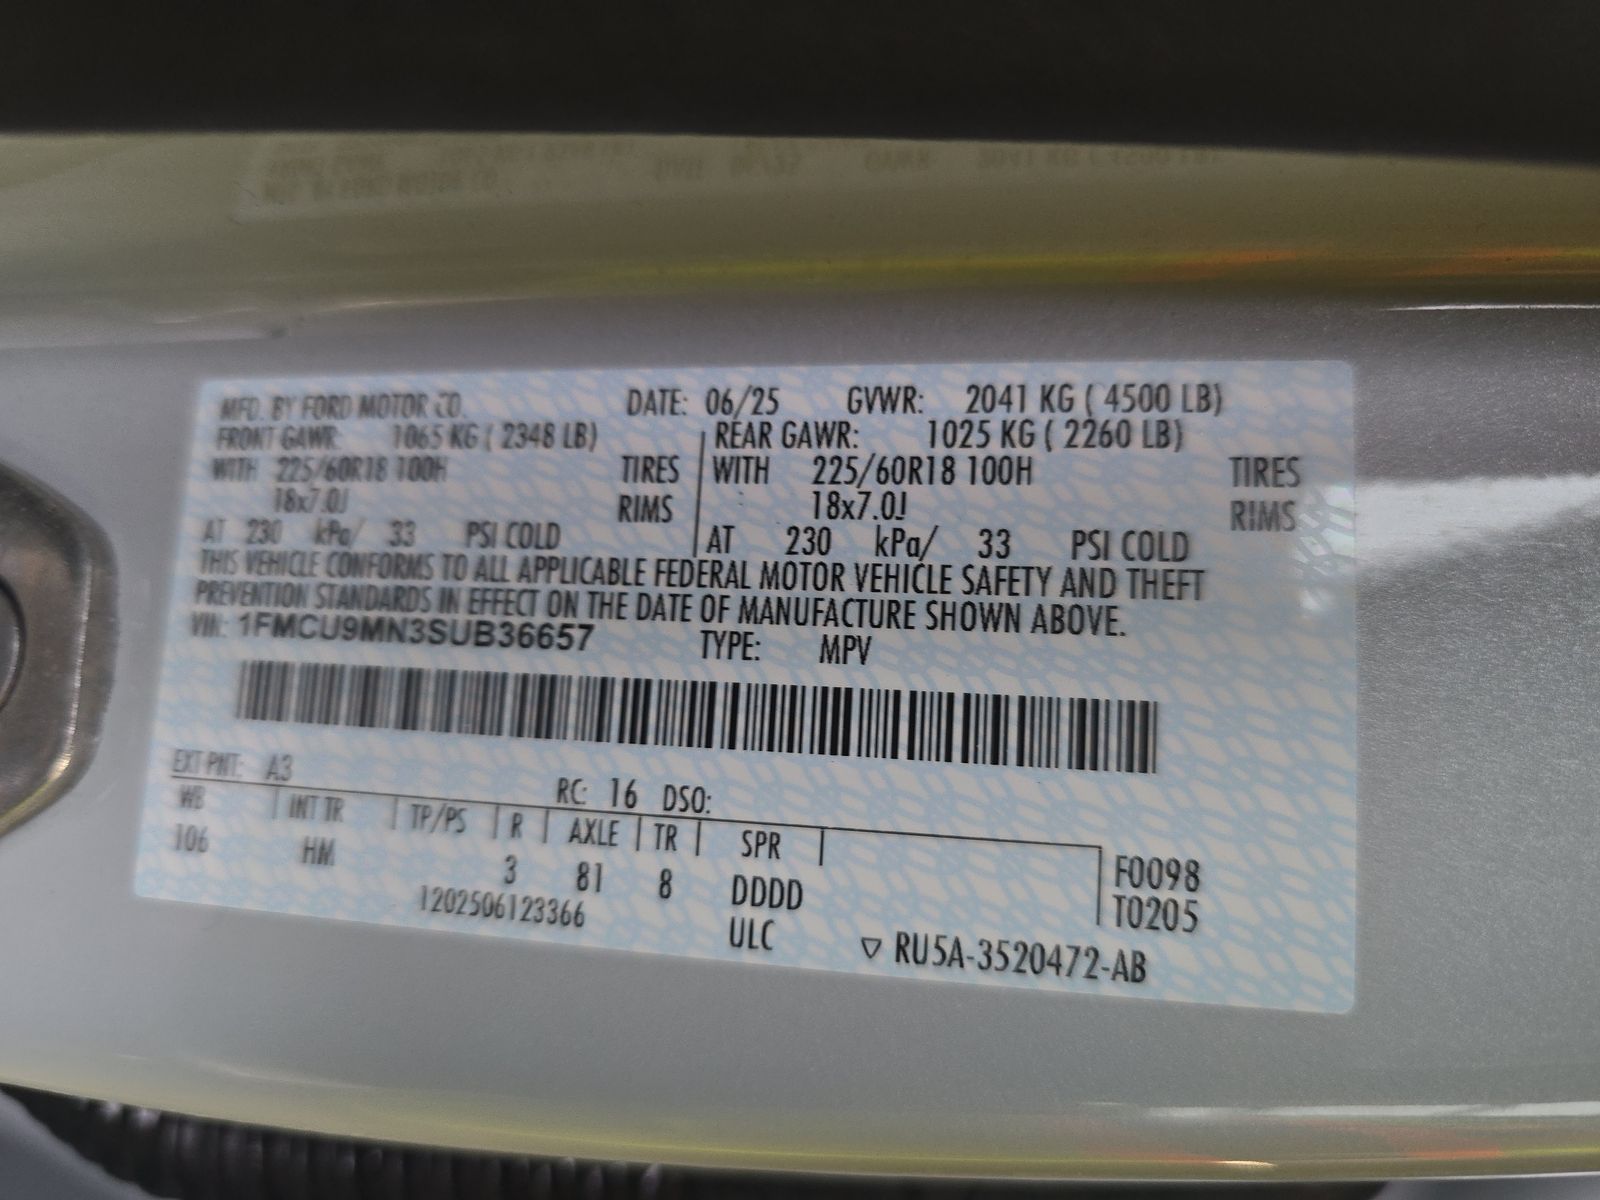 MFD. BY FORD MOTOR CO. DATE: 06/25 GVWR: 2041 KG ( 4500 LB)
FRONT GAWR: 1065 KG ( 2348 LB) REAR GAWR: 1025 KG ( 2260 LB)
WITH 225/60R18 100H TIRES WITH 225/60R18 100H TIRES
18x7.0J RIMS 18x7.0J RIMS
AT 230 kPa/ 33 PSI COLD AT 230 kPa/ 33 PSI COLD
THIS VEHICLE CONFORMS TO ALL APPLICABLE FEDERAL MOTOR VEHICLE SAFETY AND THEFT
PREVENTION STANDARDS IN EFFECT ON THE DATE OF MANUFACTURE SHOWN ABOVE.
VIN: 1FMCU9MN3SUB36657 TYPE: MPV
EXT PNT: A3 RC: 16 DSO:
WB INT TR TP/PS R AXLE TR SPR
106 HM 3 81 8 DDDD F0098
1202506123366 ULC T0205
▽ RU5A-3520472-AB